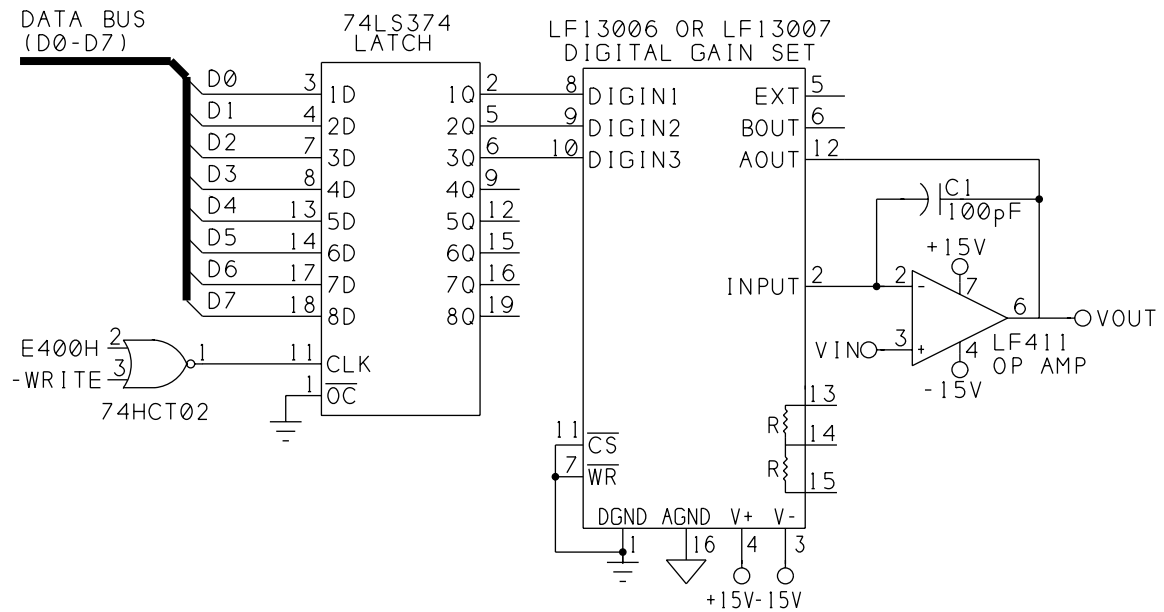 DATA BUS
(D0-D7)
74LS374
LATCH
LF13006 OR LF13007
DIGITAL GAIN SET
D0 3 1D 1Q 2 8 DIGIN1 EXT 5
D1 4 2D 2Q 5 9 DIGIN2 BOUT 6
D2 7 3D 3Q 6 10 DIGIN3 AOUT 12
D3 8 4D 4Q 9
C1
100pF
D4 13 5D 5Q 12
D5 14 6D 6Q 15
+15V
D6 17 7D 7Q 16 INPUT 2 2 - 7
D7 18 8D 8Q 19
6 VOUT
E400H 2
-WRITE 3
1 11 CLK
VIN 3 + 4
LF411
OP AMP
-15V
1 OC
74HCT02
13
R
14
11 CS
R
7 WR
15
DGND AGND V+ V-
1 16 4 3
+15V -15V